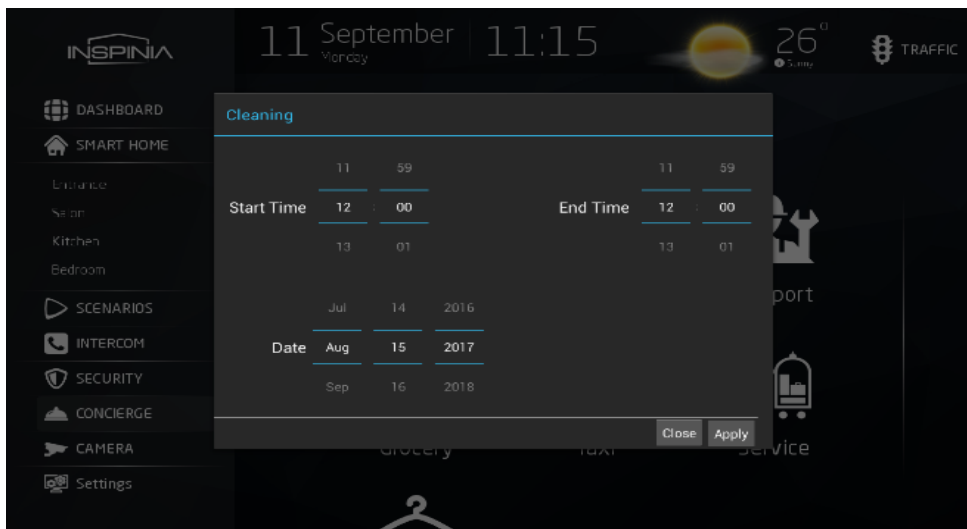 INSPINIA
11 September
Monday
11:15
26°
Sunny
TRAFFIC
DASHBOARD
SMART HOME
Entrance
Salon
Kitchen
Bedroom
SCENARIOS
INTERCOM
SECURITY
CONCIERGE
CAMERA
Settings
Cleaning
11 59
Start Time 12 : 00
13 01
11 59
End Time 12 : 00
13 01
Jul 14 2016
Date Aug 15 2017
Sep 16 2018
Close Apply
port
Grocery
Taxi
Service